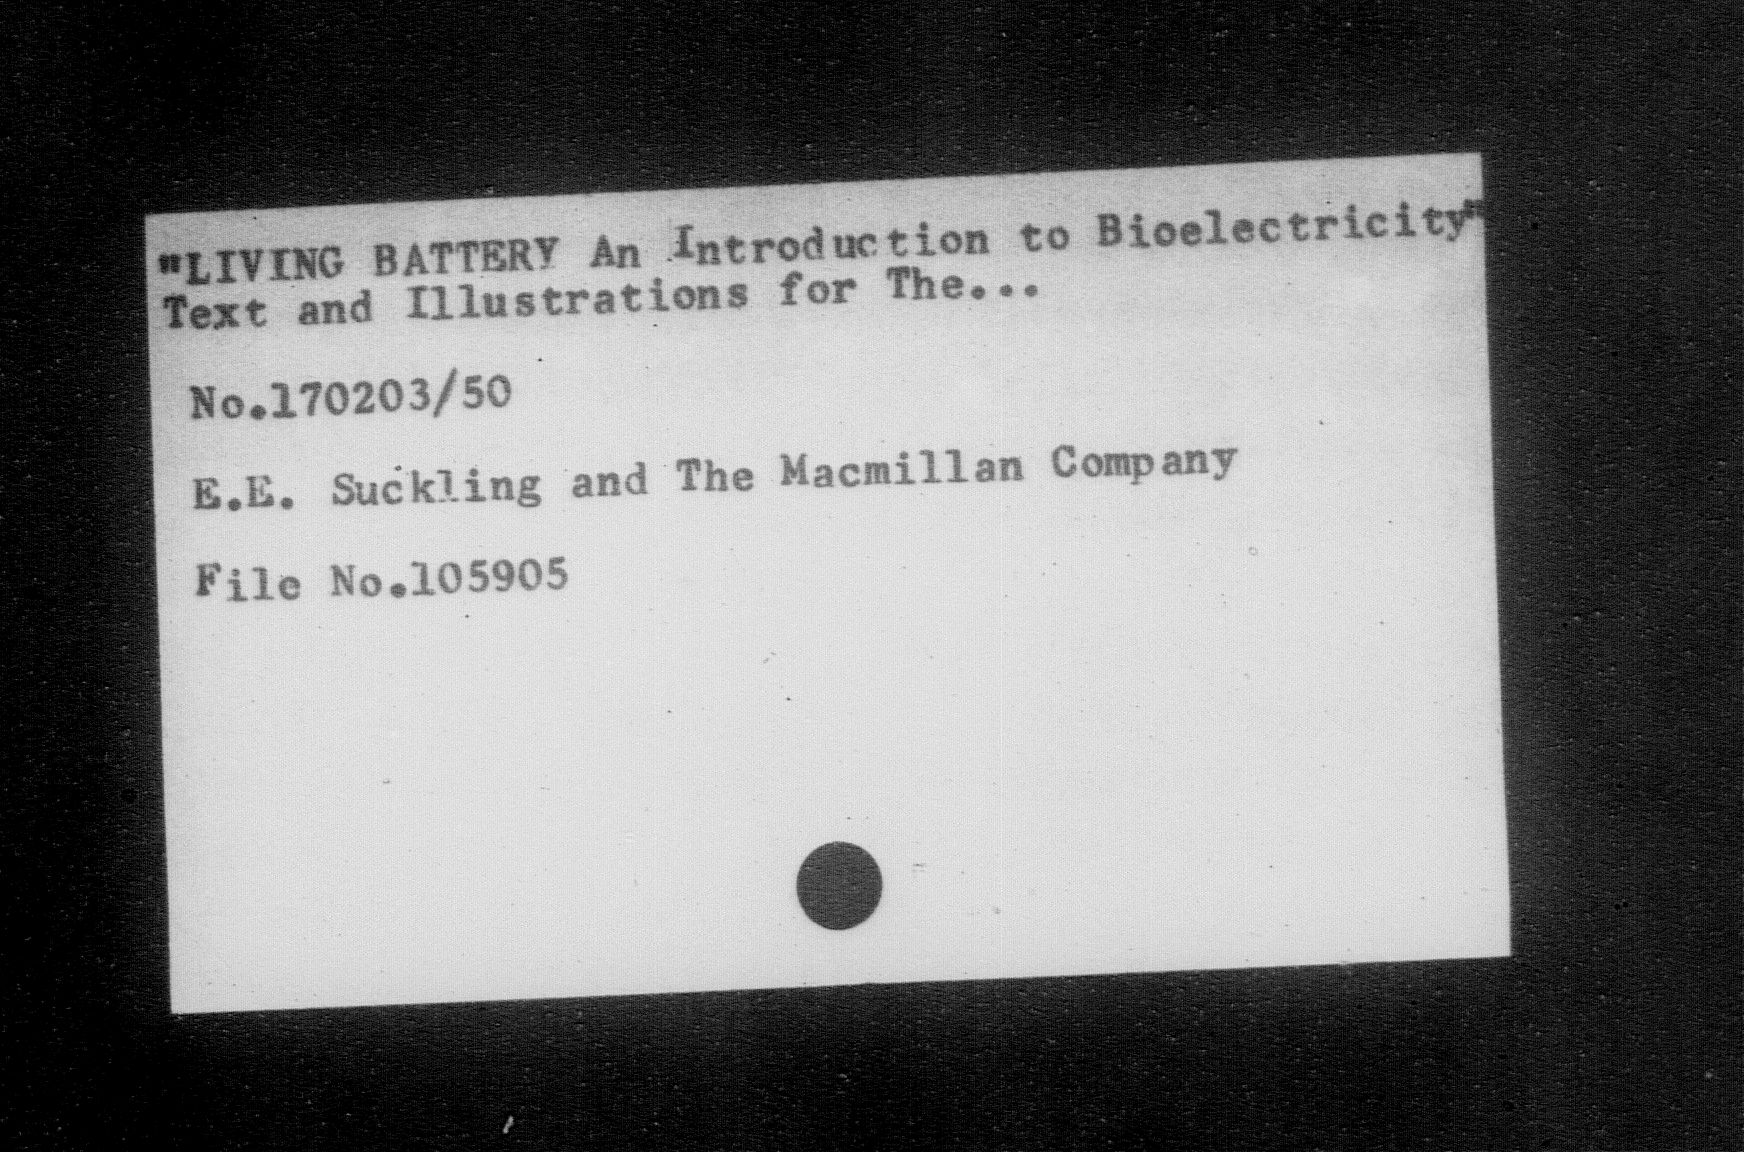 "LIVING BATTERY An Introduction to Bioelectricity"
Text and Illustrations for The...
No.170203/50
E.E. Suckling and The Macmillan Company
File No.105905